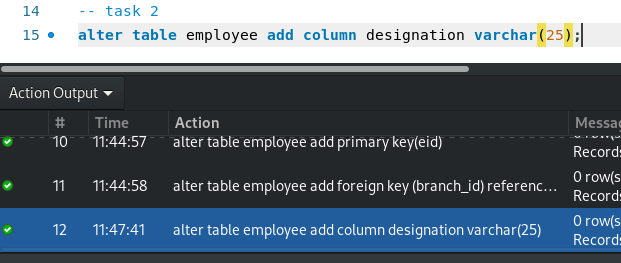 14 -- task 2
15 alter table employee add column designation varchar(25);
Action Output
# Time Action Messag
10 11:44:57 alter table employee add primary key(eid)
Records
11 11:44:58 alter table employee add foreign key (branch_id) referenc... 0 row(s
Records
12 11:47:41 alter table employee add column designation varchar(25) 0 row(s
Records